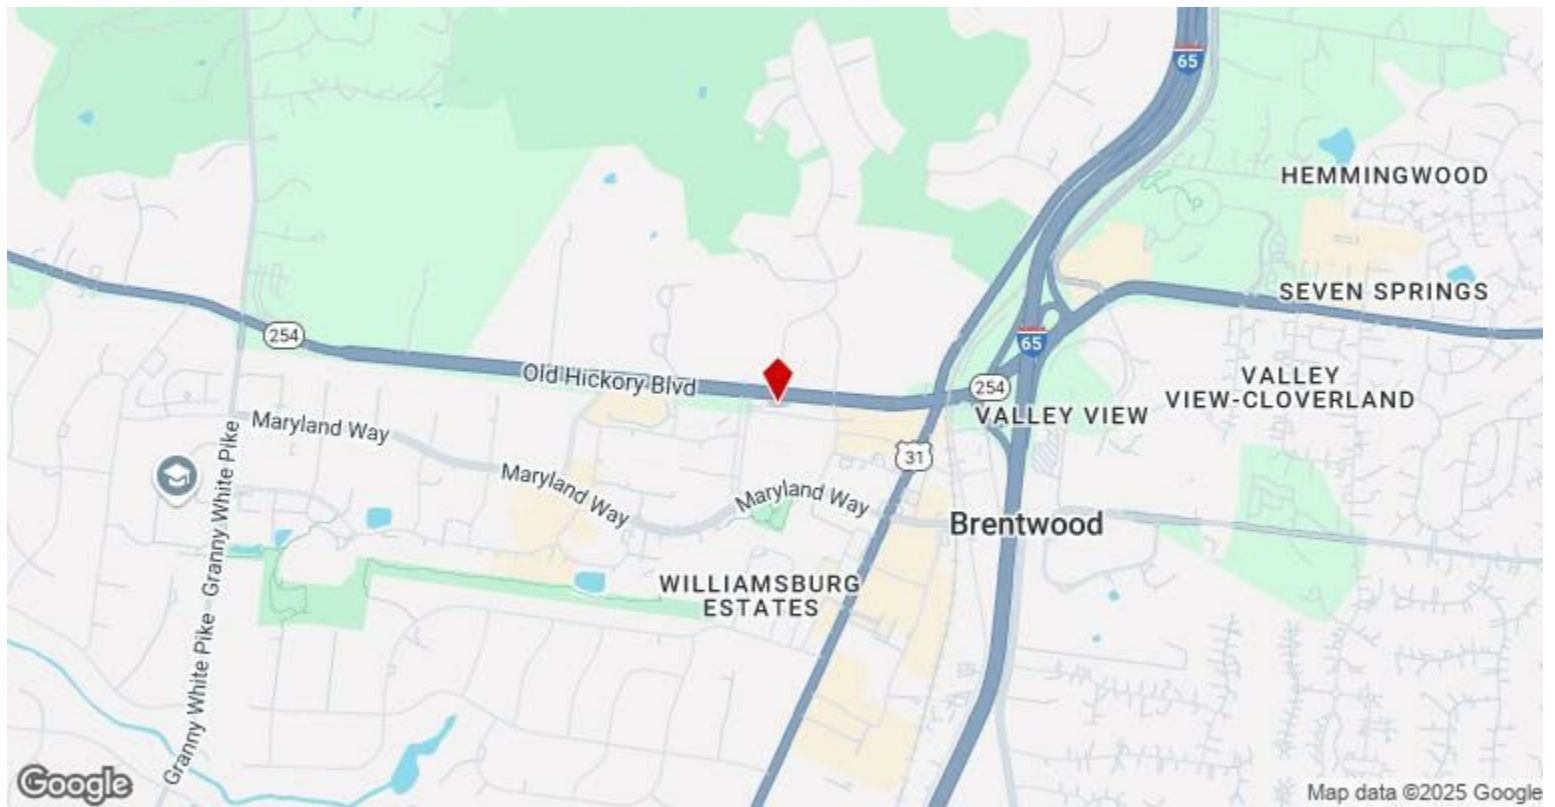 65
HEMMINGWOOD
SEVEN SPRINGS
254
65
Old Hickory Blvd
254
VALLEY
VIEW-CLOVERLAND
VALLEY VIEW
Maryland Way
31
Maryland Way
Maryland Way
Brentwood
Granny White Pike
Granny White Pike
WILLIAMSBURG
ESTATES
Google
Map data ©2025 Google